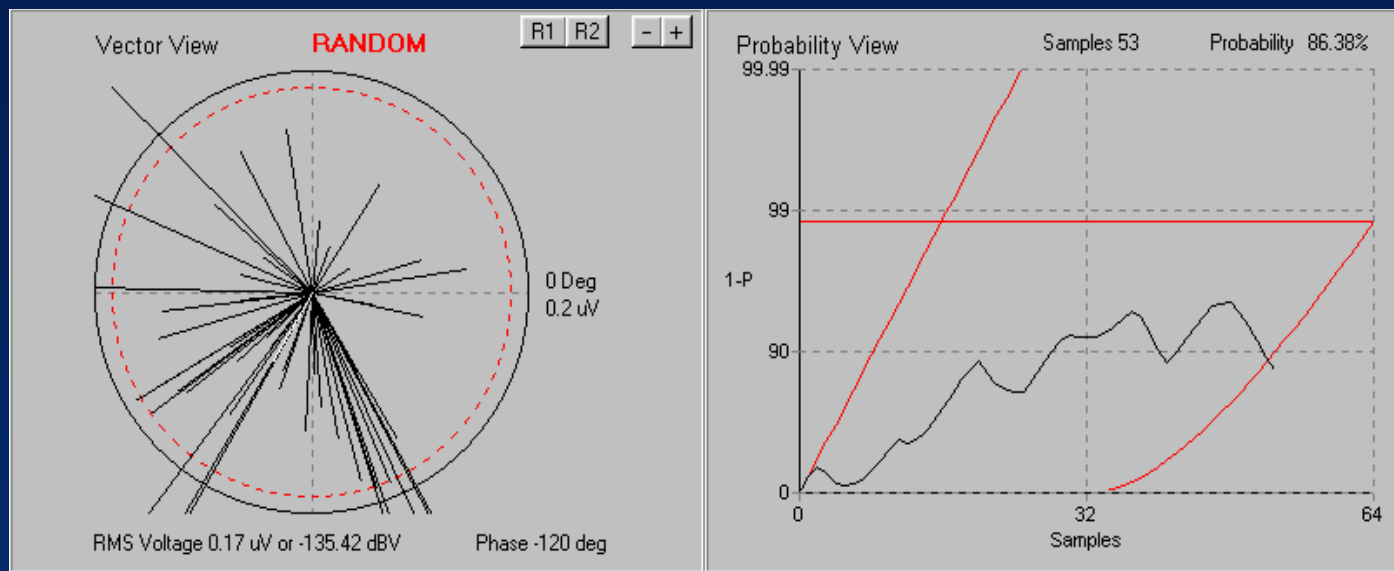 Vector View RANDOM R1 R2 - +
0 Deg
0.2 uV
RMS Voltage 0.17 uV or -135.42 dBV Phase -120 deg
Probability View Samples 53 Probability 86.38%
99.99
99
1-P
90
0
0 32 64
Samples